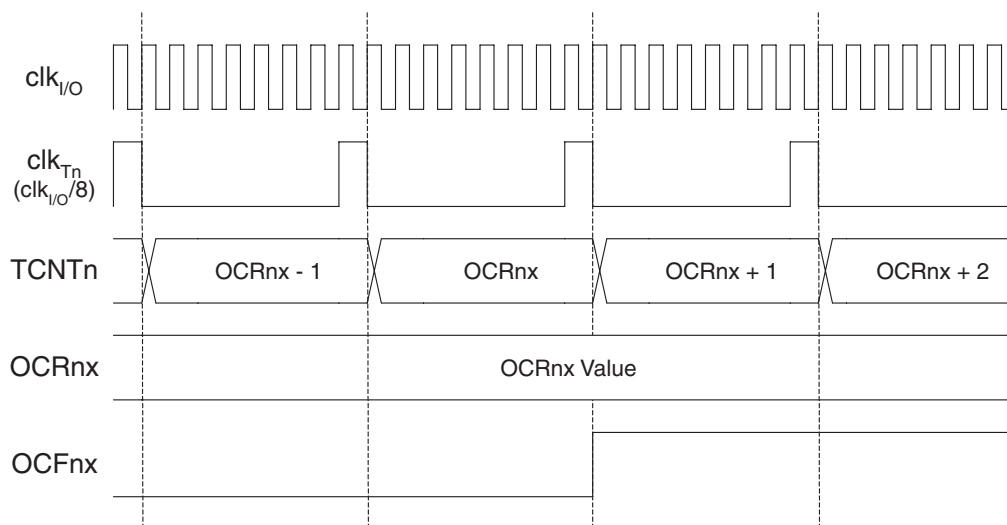 clkI/O
clkTn
(clkI/O/8)
TCNTn
OCRnx - 1
OCRnx
OCRnx + 1
OCRnx + 2
OCRnx
OCRnx Value
OCFnx